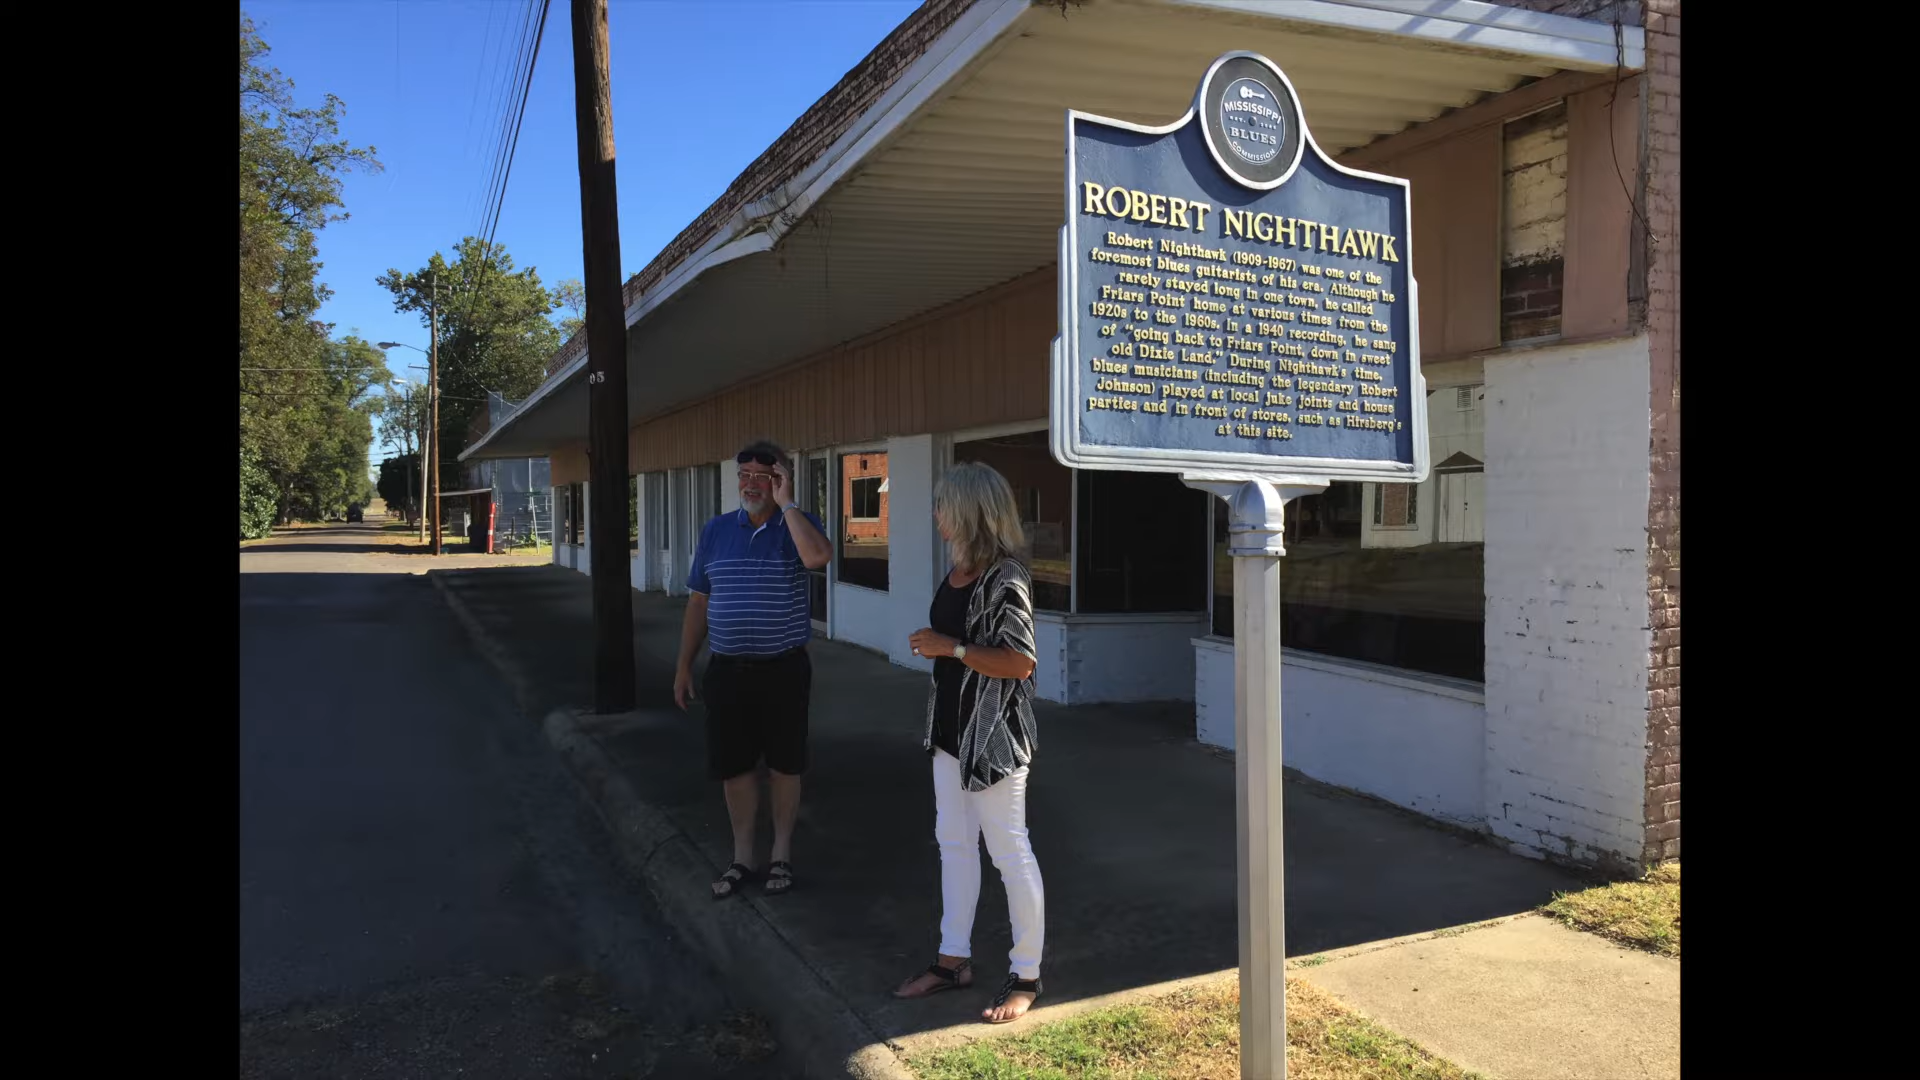 MISSISSIPPI
BLUES
COMMISSION
ROBERT NIGHTHAWK
Robert Nighthawk (1909-1967) was one of the
foremost blues guitarists of his era. Although he
rarely stayed long in one town, he called
Friars Point home at various times from the
1920s to the 1960s. In a 1940 recording, he sang
of "going back to Friars Point, down in sweet
old Dixie Land." During Nighthawk's time,
blues musicians (including the legendary Robert
Johnson) played at local juke joints and house
parties and in front of stores, such as Hirsberg's
at this site.
05